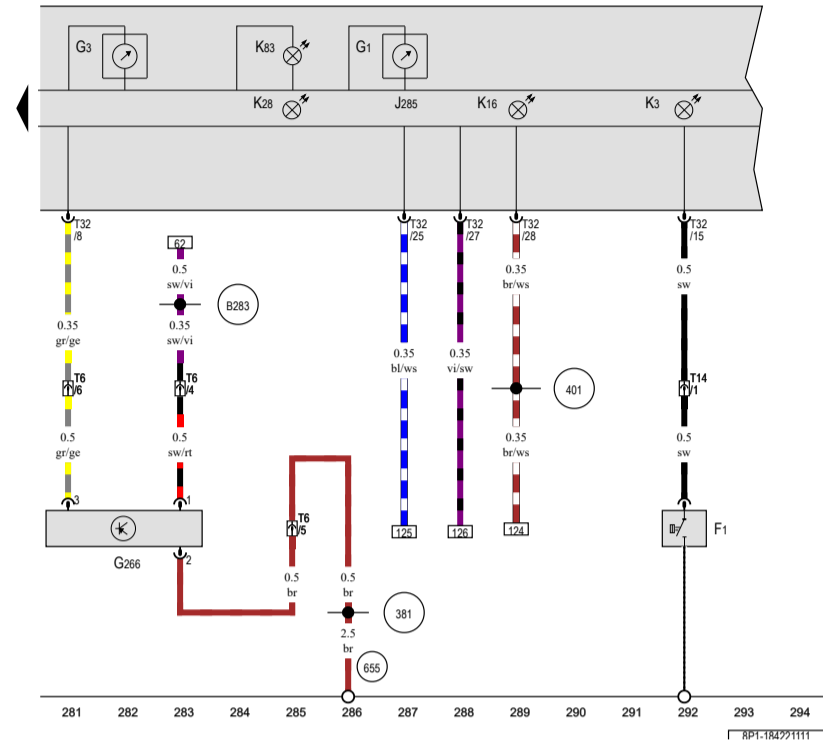 G3
K83
G1
K28
J285
K16
K3
T32
/8
T32
/25
T32
/27
T32
/28
T32
/15
62
0.5
sw/vi
0.35
br/ws
0.5
sw
B283
0.35
gr/ge
0.35
sw/vi
0.35
bl/ws
0.35
vi/sw
T6
/6
T6
/4
401
T14
/1
0.5
gr/ge
0.5
sw/rt
0.35
br/ws
0.5
sw
3
1
T6
/5
125
126
124
F1
G266
2
0.5
br
0.5
br
381
2.5
br
655
281 282 283 284 285 286 287 288 289 290 291 292 293 294
8P1-184221111